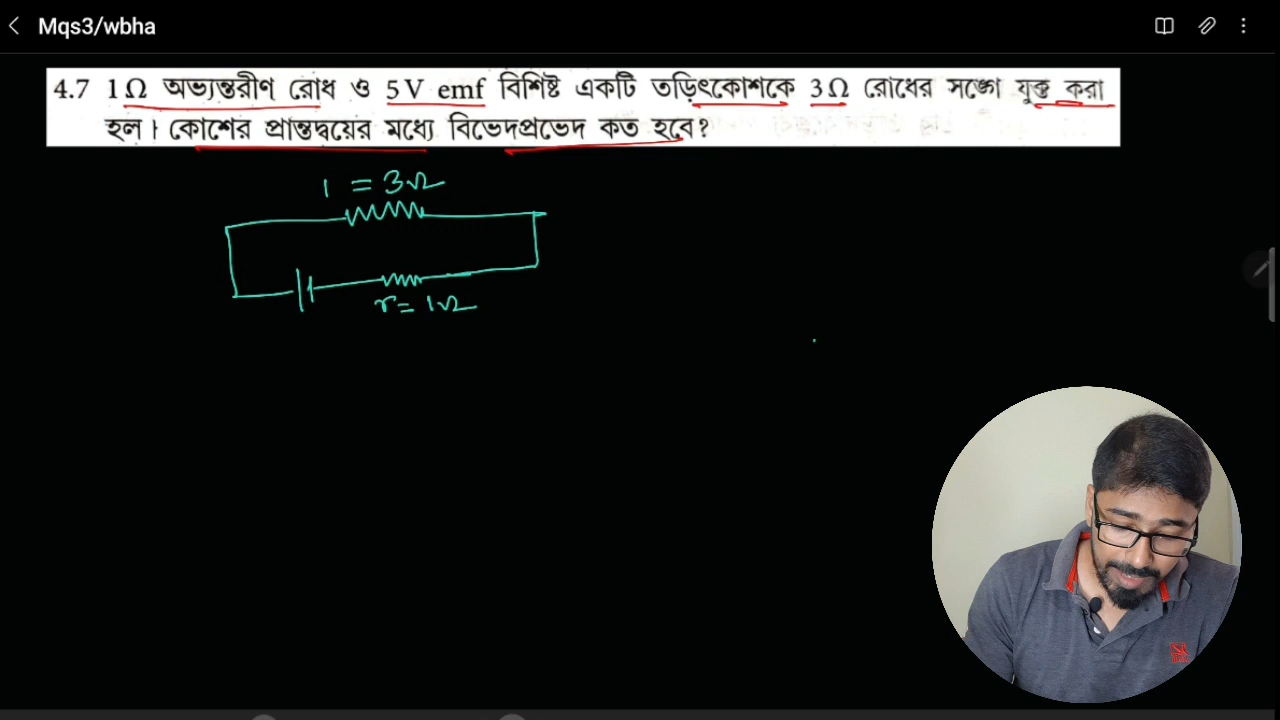 Mqs3/wbha
4.7 1Ω অভ্যন্তরীণ রোধ ও 5V emf বিশিষ্ট একটি তড়িৎকোশকে 3Ω রোধের সঙ্গে যুক্ত করা
হল। কোশের প্রান্তদ্বয়ের মধ্যে বিভেদপ্রভেদ কত হবে?
= 3Ω
r = 1Ω